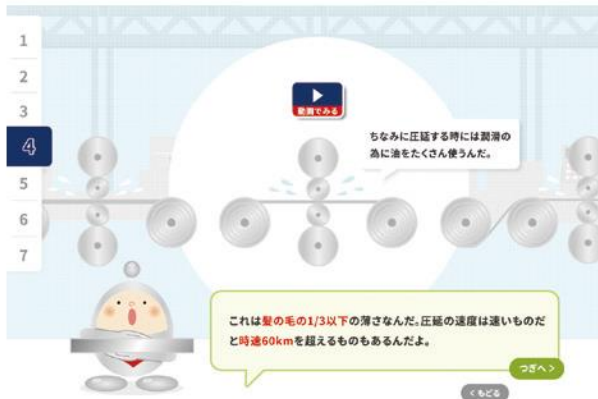 1
2
3
4
5
6
7
動画でみる
ちなみに圧延する時には潤滑の
為に油をたくさん使うんだ。
これは髪の毛の1/3以下の薄さなんだ。圧延の速度は速いものだ
と時速60kmを超えるものもあるんだよ。
つぎへ >
< もどる